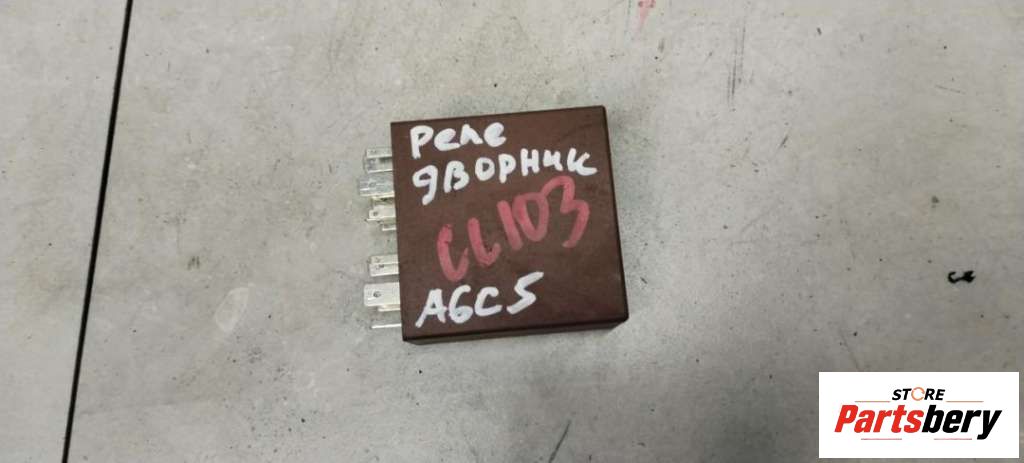 Реле
дворник
CL103
A6C5
STORE
Partsbery